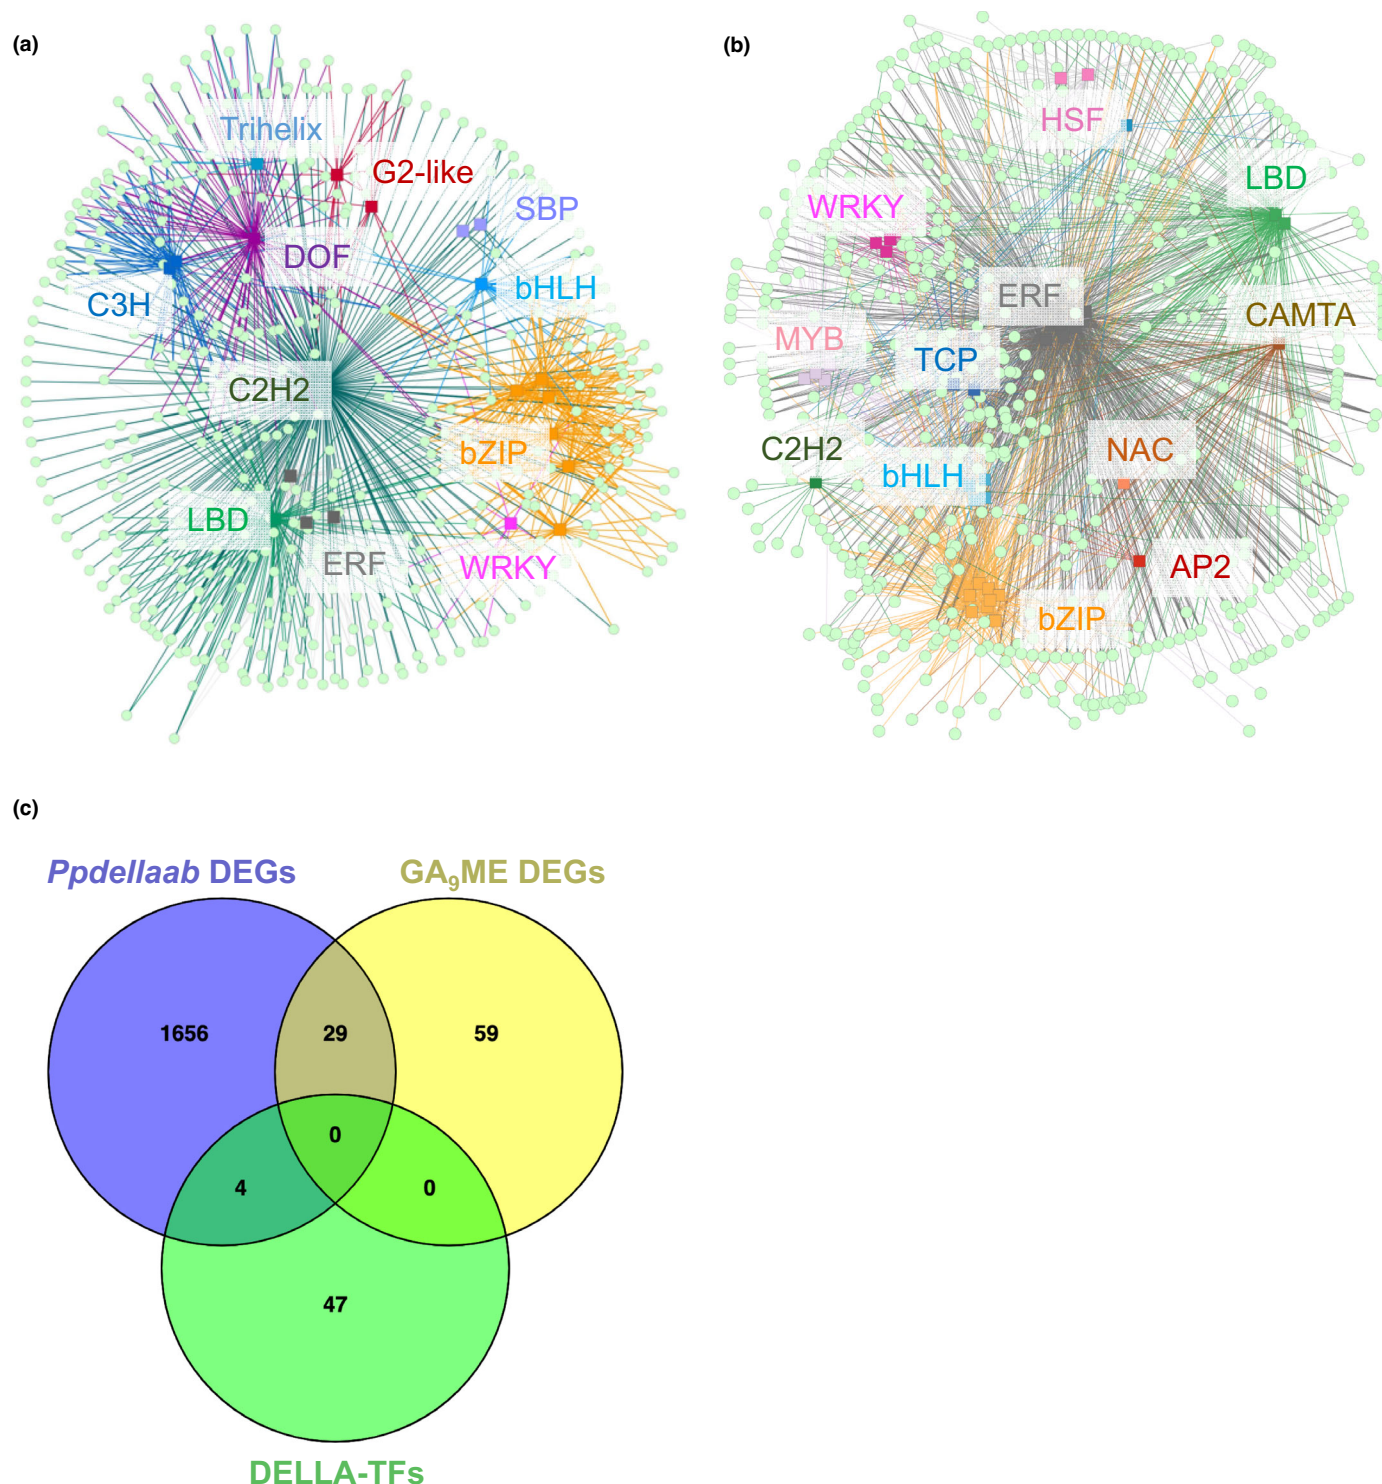 (a)
Trihelix
G2-like
SBP
DOF
bHLH
C3H
C2H2
bZIP
LBD
ERF
WRKY
(b)
HSF
LBD
WRKY
ERF
CAMTA
MYB
TCP
C2H2
NAC
bHLH
AP2
bZIP
(c)
Ppdellaab DEGs
GA9ME DEGs
1656
29
59
0
4
0
47
DELLA-TFs